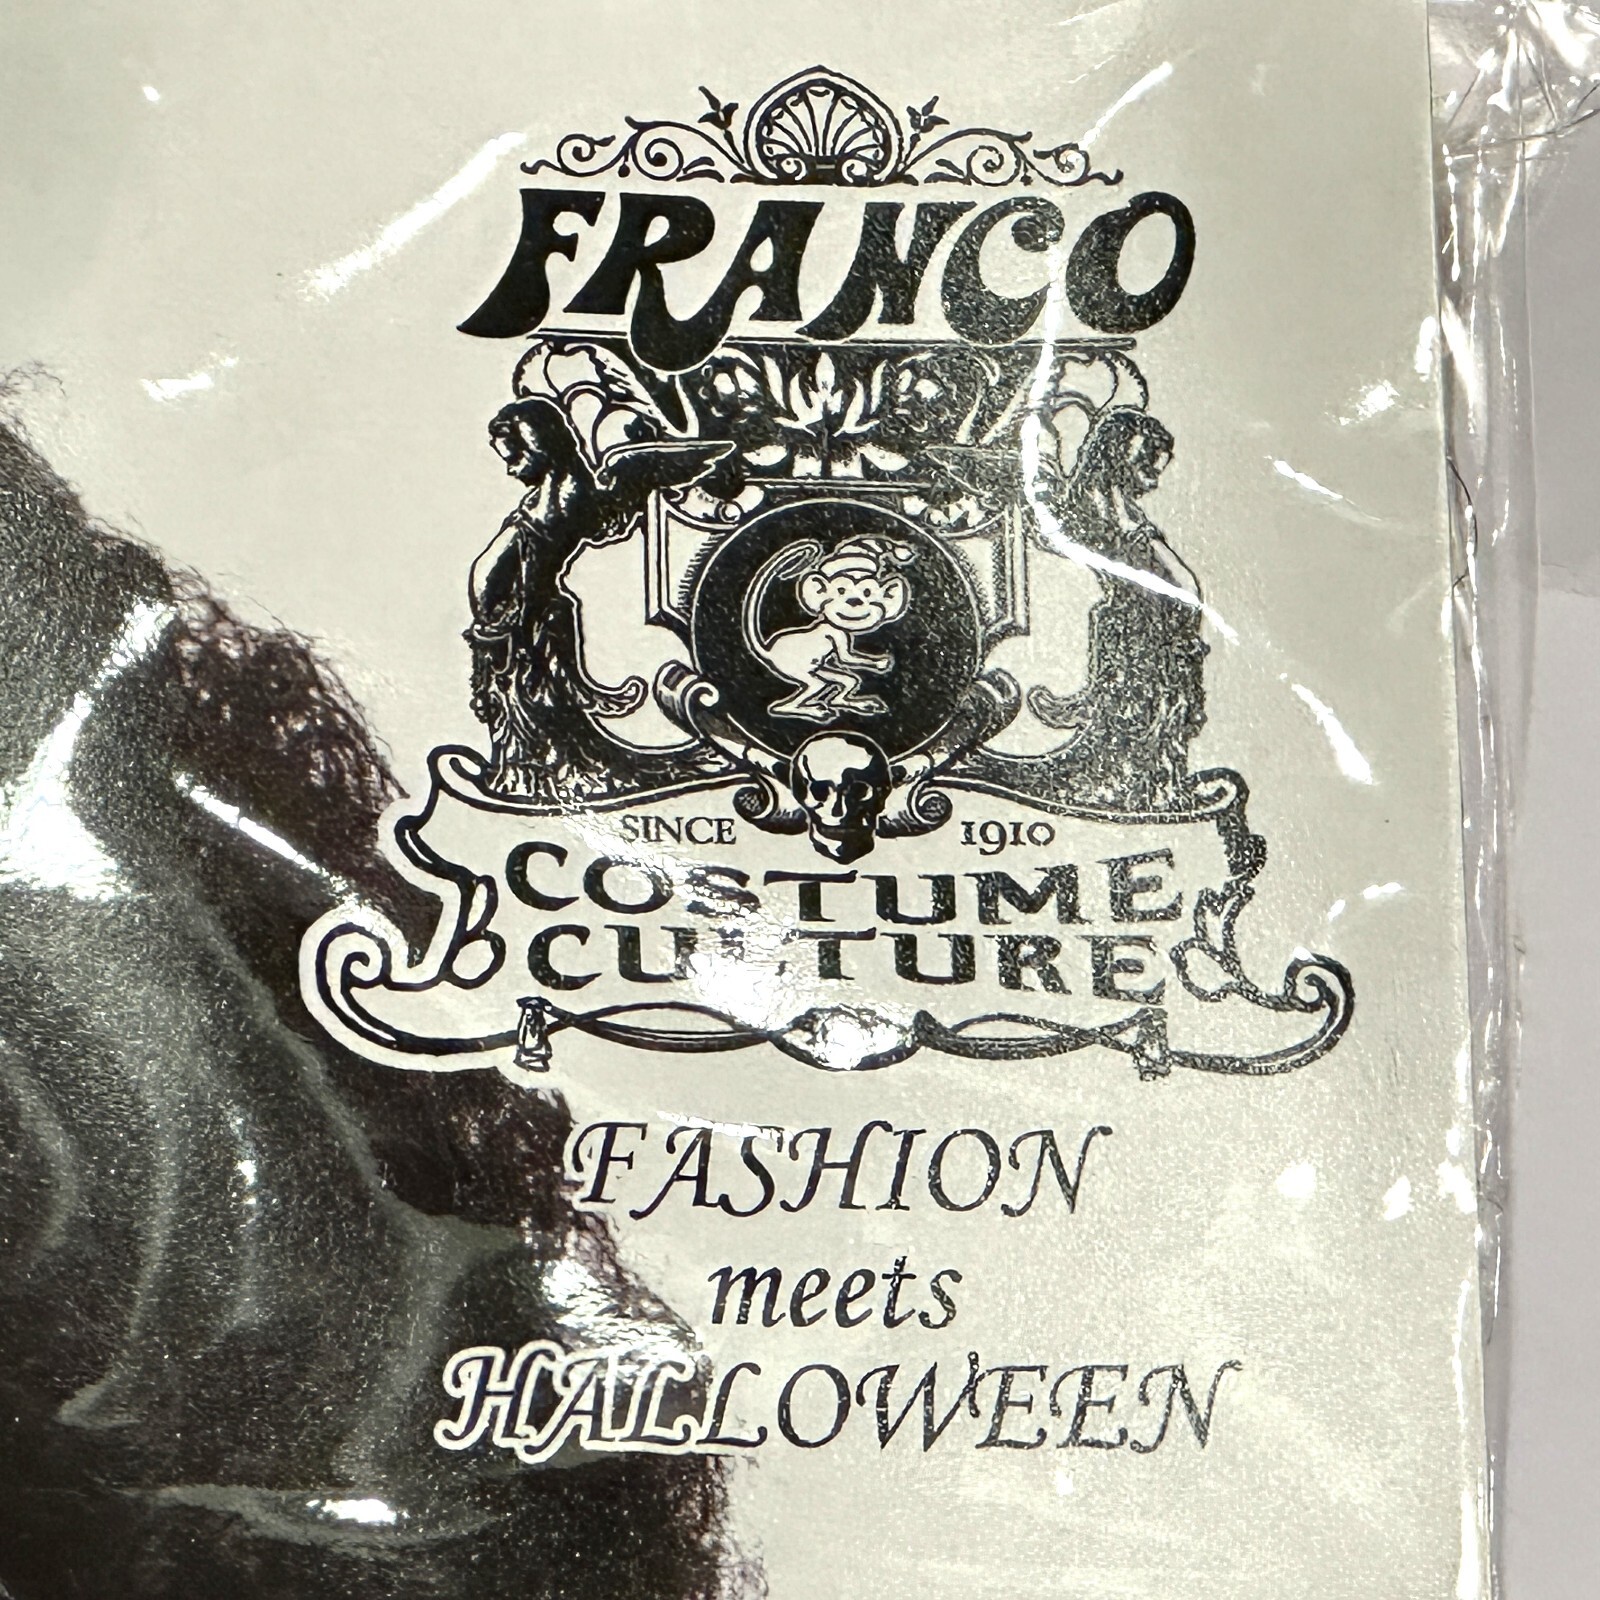 FRANCO
SINCE 1910
COSTUME
CULTURE
FASHION
meets
HALLOWEEN